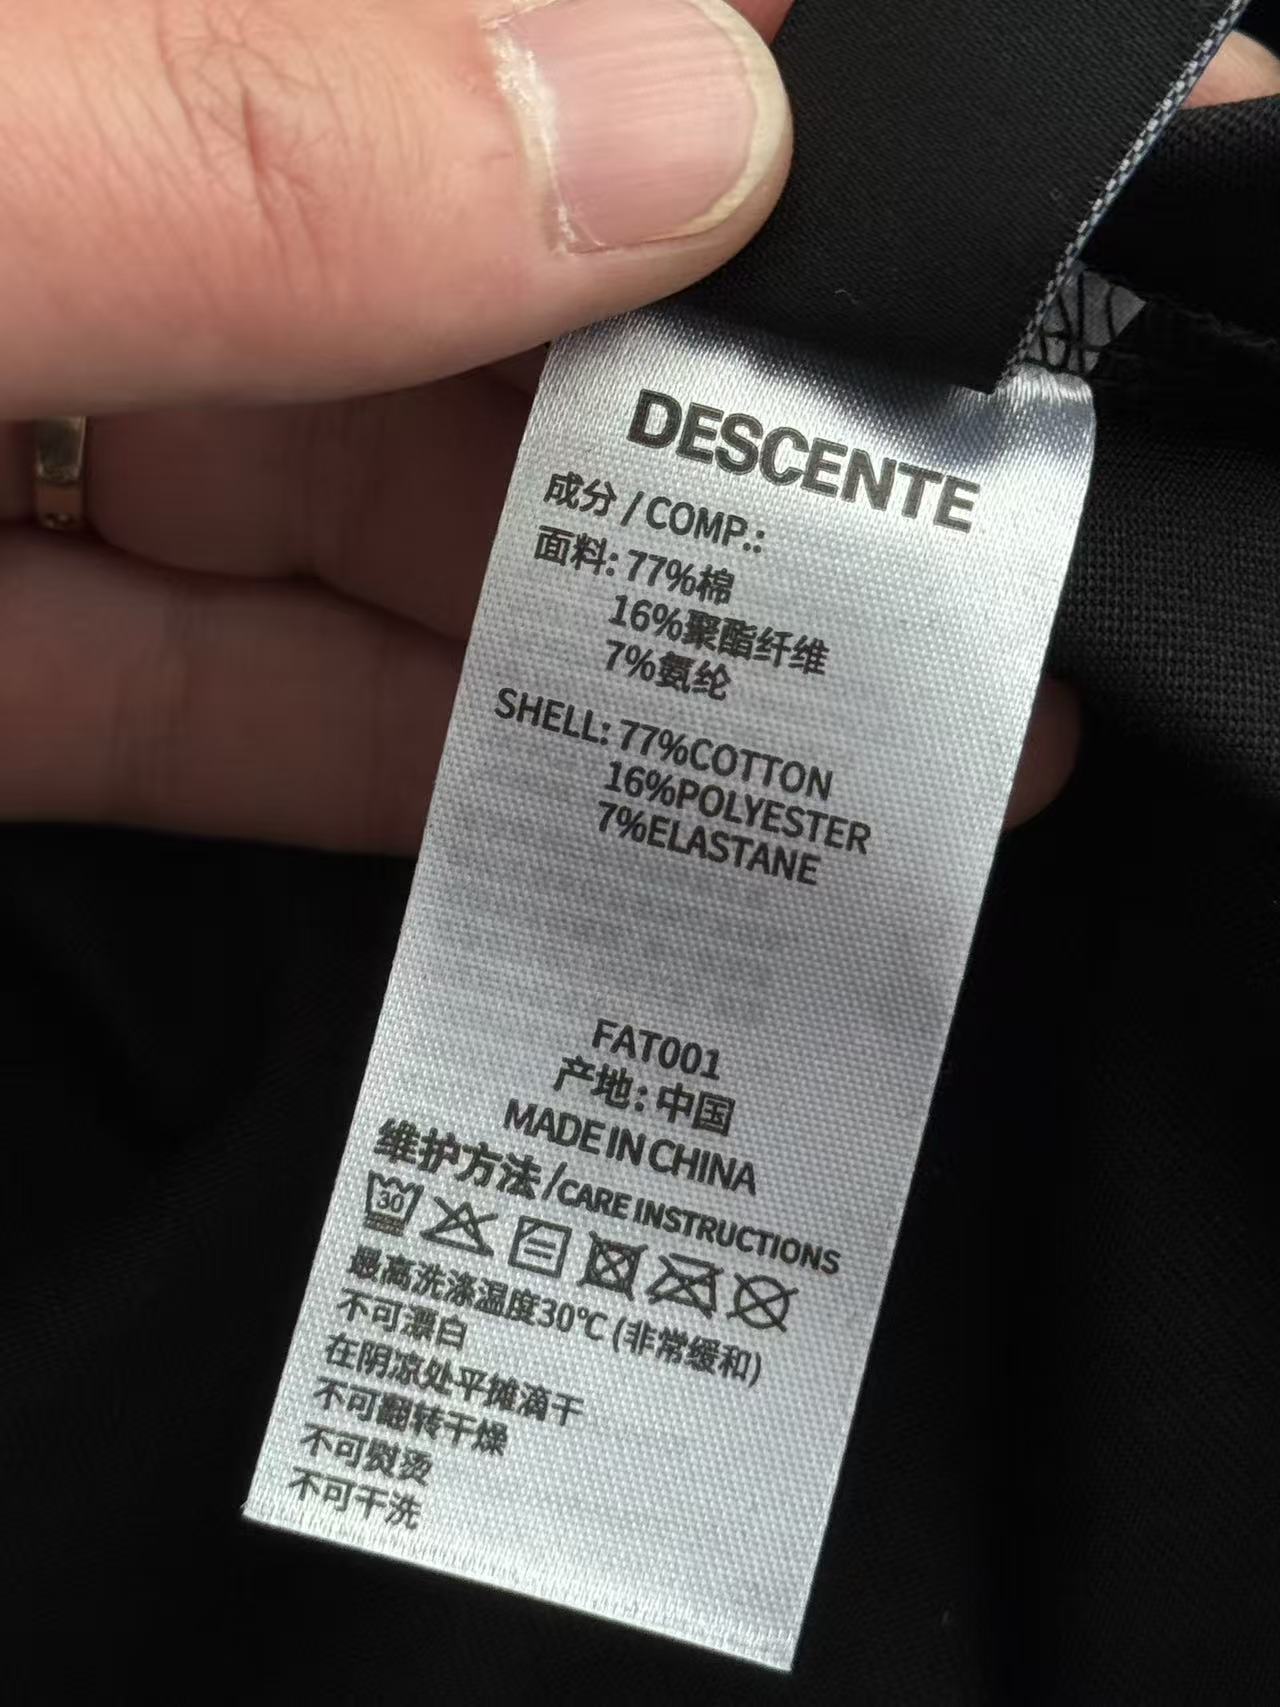 DESCENTE
成分 / COMP.:
面料: 77%棉
16%聚酯纤维
7%氨纶
SHELL: 77%COTTON
16%POLYESTER
7%ELASTANE
FAT001
产地: 中国
MADE IN CHINA
维护方法 /CARE INSTRUCTIONS
30
最高洗涤温度30℃ (非常缓和)
不可漂白
在阴凉处平摊滴干
不可翻转干燥
不可熨烫
不可干洗